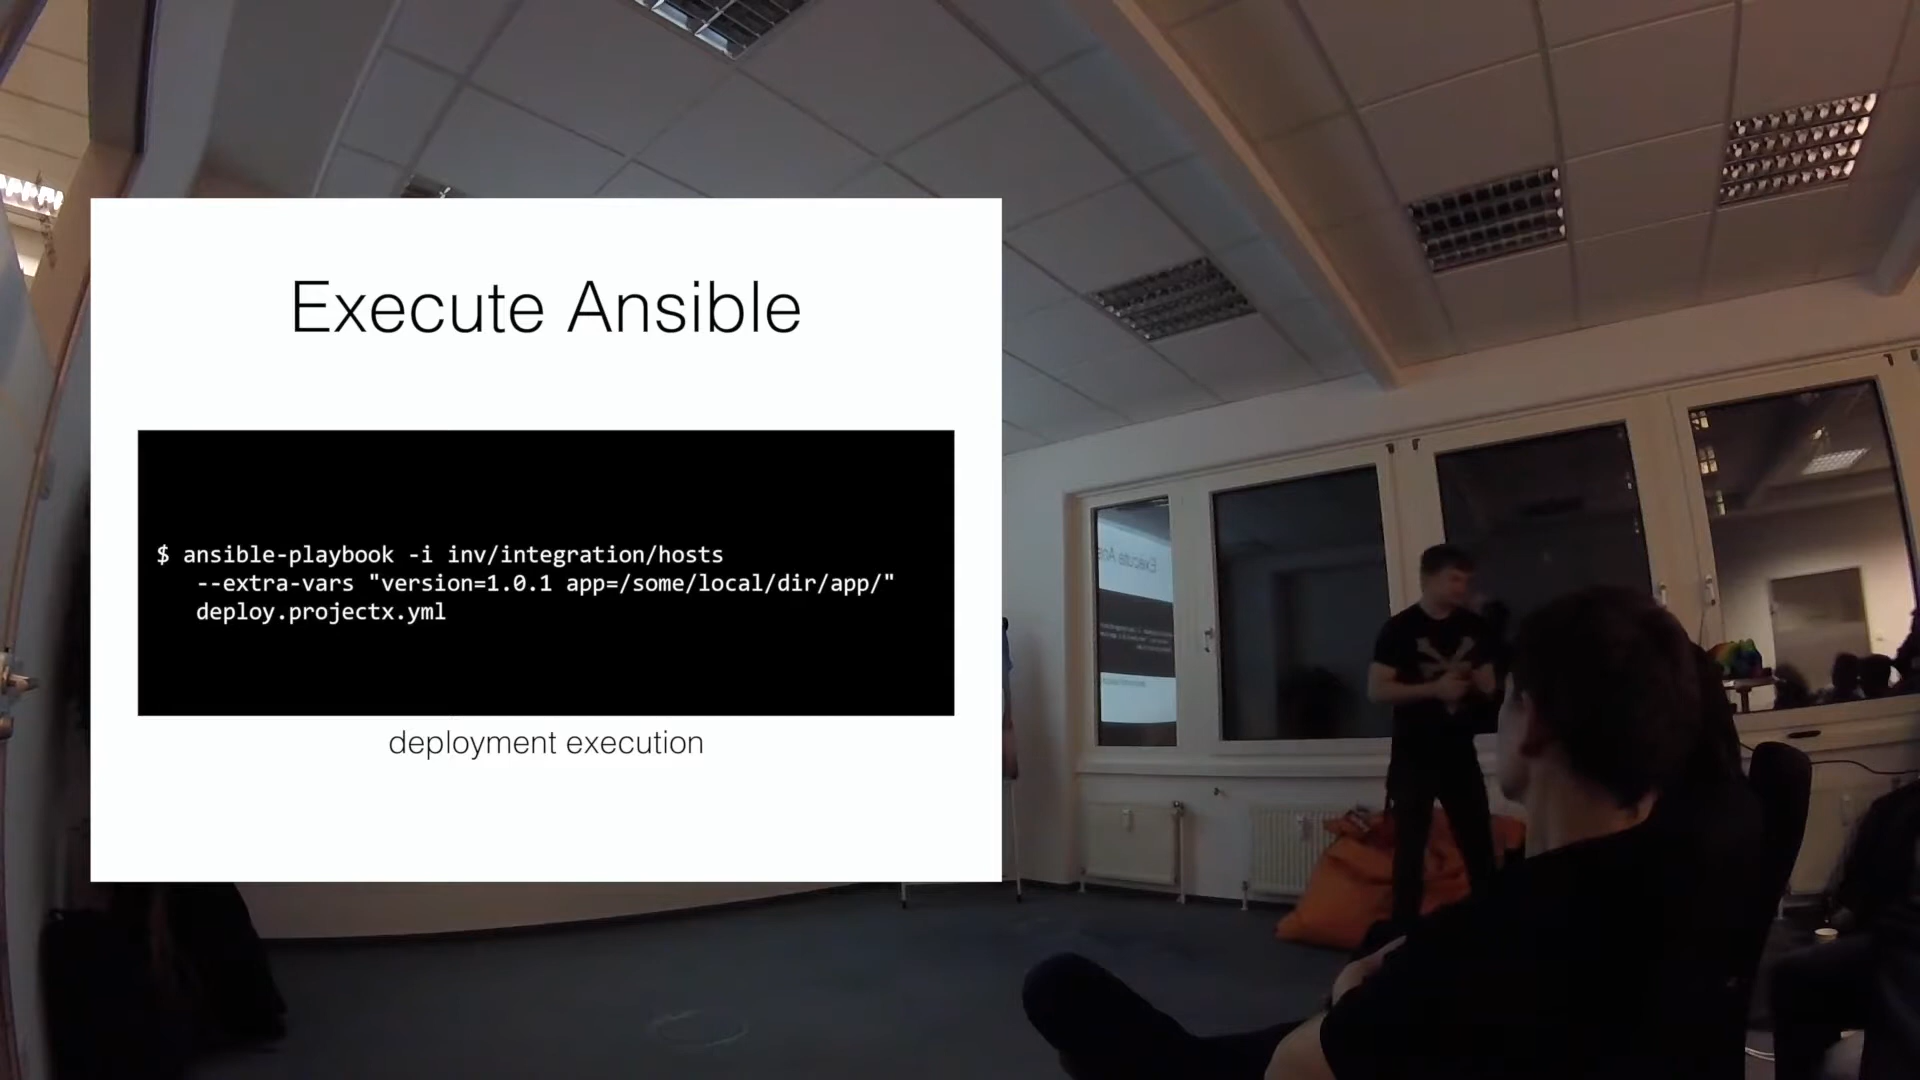 Execute Ansible
$ ansible-playbook -i inv/integration/hosts
--extra-vars "version=1.0.1 app=/some/local/dir/app/"
deploy.projectx.yml
deployment execution